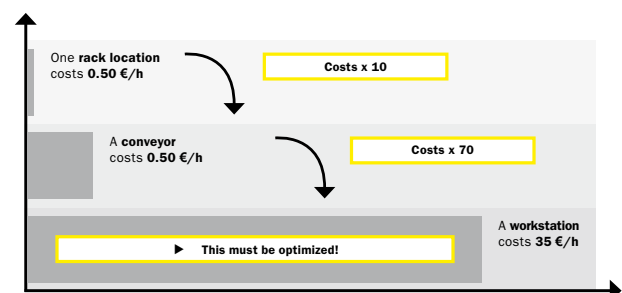 One rack location
costs 0.50 €/h
Costs x 10
A conveyor
costs 0.50 €/h
Costs x 70
A workstation
costs 35 €/h
▶ This must be optimized!